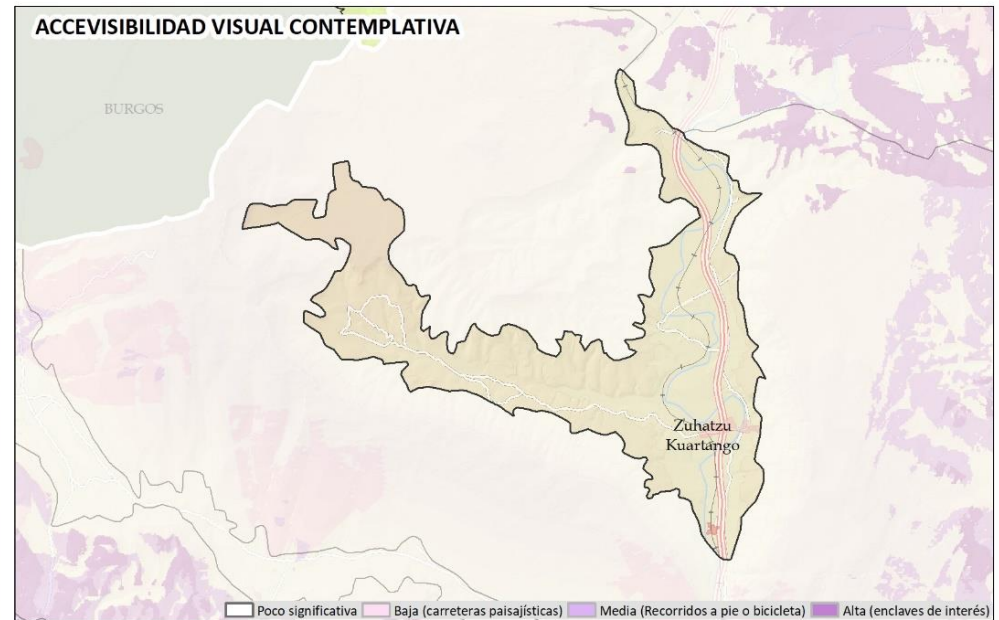 ACCEVISIBILIDAD VISUAL CONTEMPLATIVA
BURGOS
Zuhatzu
Kuartango
Poco significativa
Baja (carreteras paisajísticas)
Media (Recorridos a pie o bicicleta)
Alta (enclaves de interés)